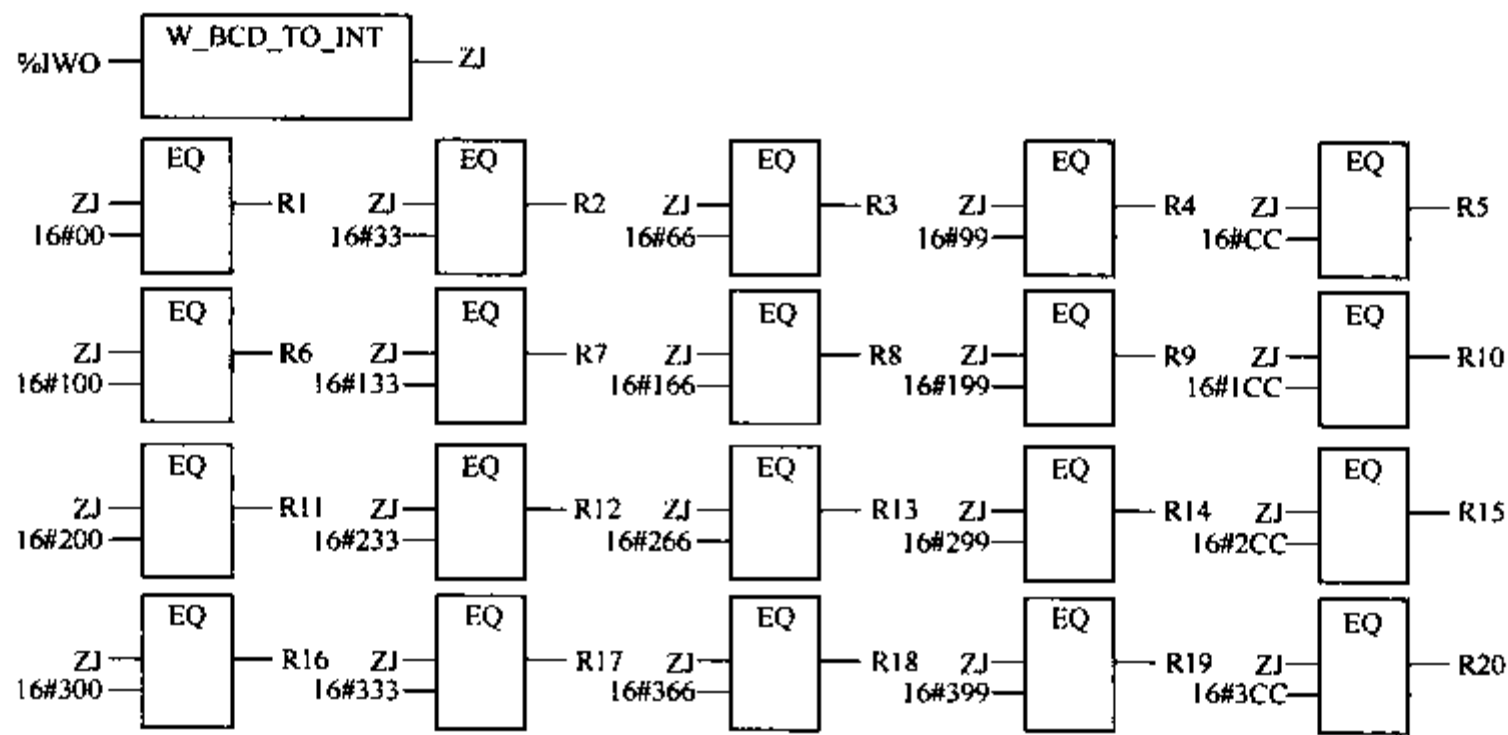 W_BCD_TO_INT
%IWO ZJ
EQ EQ EQ EQ EQ
ZJ R1 ZJ R2 ZJ R3 ZJ R4 ZJ R5
16#00 16#33 16#66 16#99 16#CC
EQ EQ EQ EQ EQ
ZJ R6 ZJ R7 ZJ R8 ZJ R9 ZJ R10
16#100 16#133 16#166 16#199 16#1CC
EQ EQ EQ EQ EQ
ZJ R11 ZJ R12 ZJ R13 ZJ R14 ZJ R15
16#200 16#233 16#266 16#299 16#2CC
EQ EQ EQ EQ EQ
ZJ R16 ZJ R17 ZJ R18 ZJ R19 ZJ R20
16#300 16#333 16#366 16#399 16#3CC